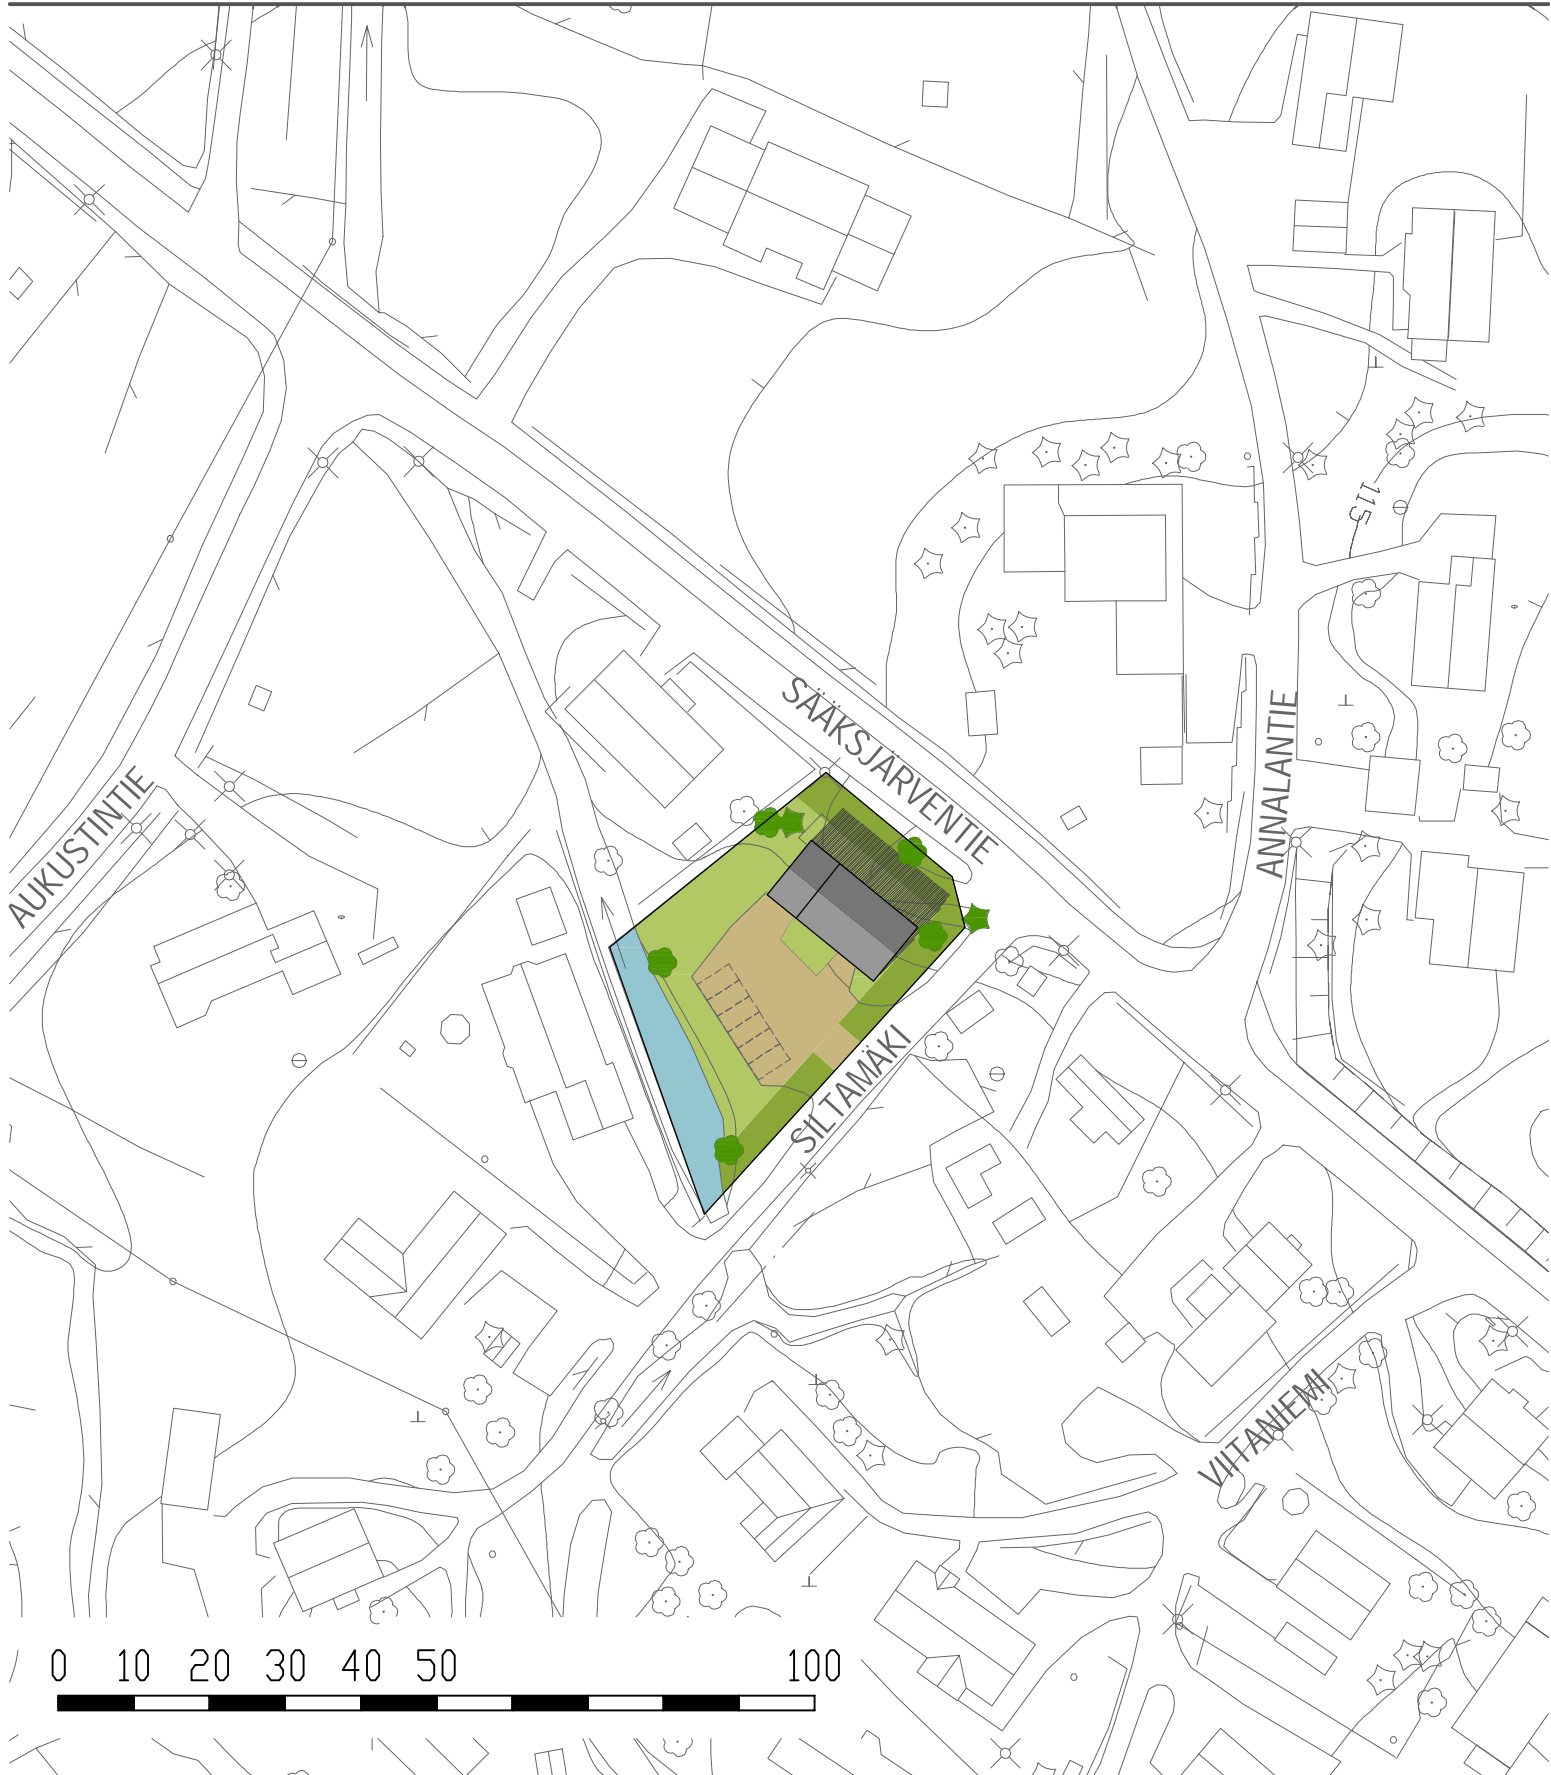 115
SÄÄKSJÄRVENTIE
ANNALANTIE
AUKUSTINTIE
SILTAMÄKI
VIITANIEMI
0 10 20 30 40 50 100